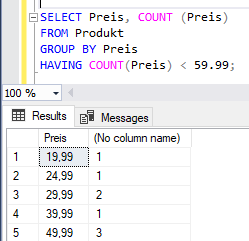 SELECT Preis, COUNT (Preis)
FROM Produkt
GROUP BY Preis
HAVING COUNT(Preis) < 59.99;
100 %
Results Messages
Preis (No column name)
1 19,99 1
2 24,99 1
3 29,99 2
4 39,99 1
5 49,99 3